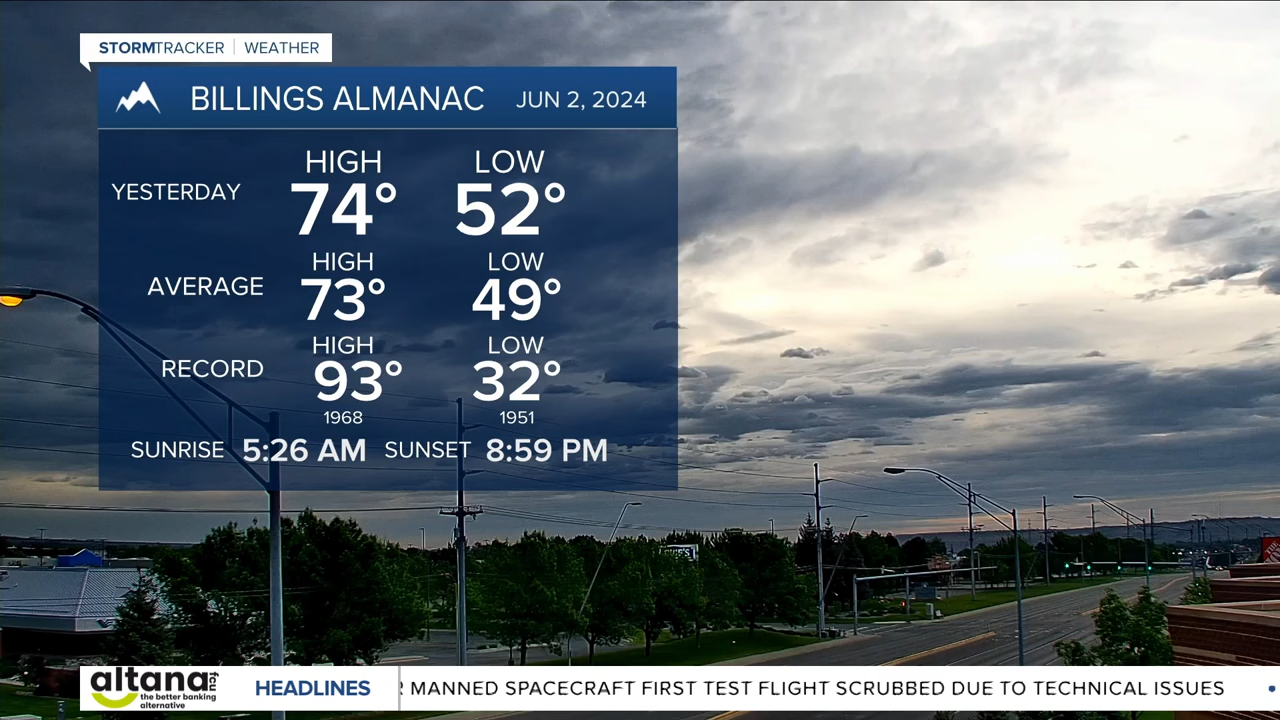 STORMTRACKER | WEATHER
BILLINGS ALMANAC JUN 2, 2024
HIGH LOW
YESTERDAY 74° 52°
HIGH LOW
AVERAGE 73° 49°
HIGH LOW
RECORD 93° 32°
1968 1951
SUNRISE 5:26 AM SUNSET 8:59 PM
altana fcu
the better banking
alternative
HEADLINES
MANNED SPACECRAFT FIRST TEST FLIGHT SCRUBBED DUE TO TECHNICAL ISSUES •